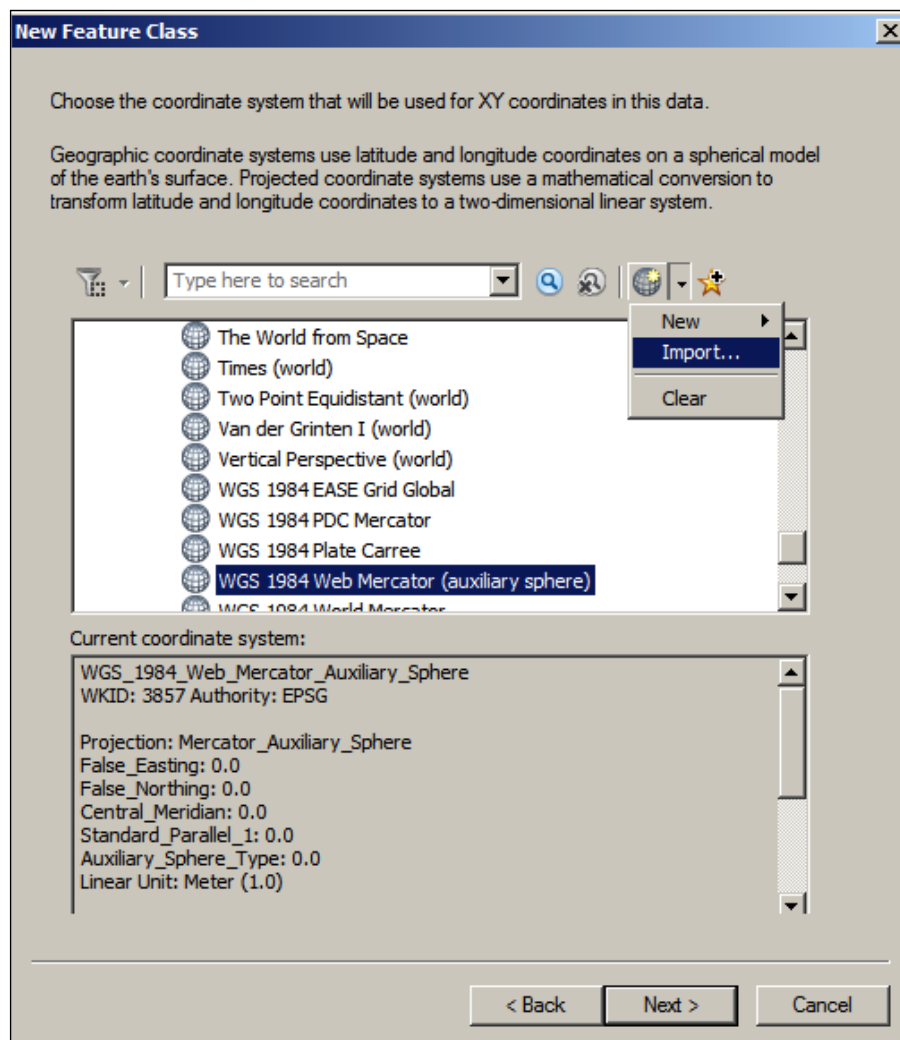 New Feature Class
Choose the coordinate system that will be used for XY coordinates in this data.
Geographic coordinate systems use latitude and longitude coordinates on a spherical model
of the earth's surface. Projected coordinate systems use a mathematical conversion to
transform latitude and longitude coordinates to a two-dimensional linear system.
Type here to search
New
Import...
Clear
The World from Space
Times (world)
Two Point Equidistant (world)
Van der Grinten I (world)
Vertical Perspective (world)
WGS 1984 EASE Grid Global
WGS 1984 PDC Mercator
WGS 1984 Plate Carree
WGS 1984 Web Mercator (auxiliary sphere)
WGS 1984 World Mercator
Current coordinate system:
WGS_1984_Web_Mercator_Auxiliary_Sphere
WKID: 3857 Authority: EPSG
Projection: Mercator_Auxiliary_Sphere
False_Easting: 0.0
False_Northing: 0.0
Central_Meridian: 0.0
Standard_Parallel_1: 0.0
Auxiliary_Sphere_Type: 0.0
Linear Unit: Meter (1.0)
< Back
Next >
Cancel